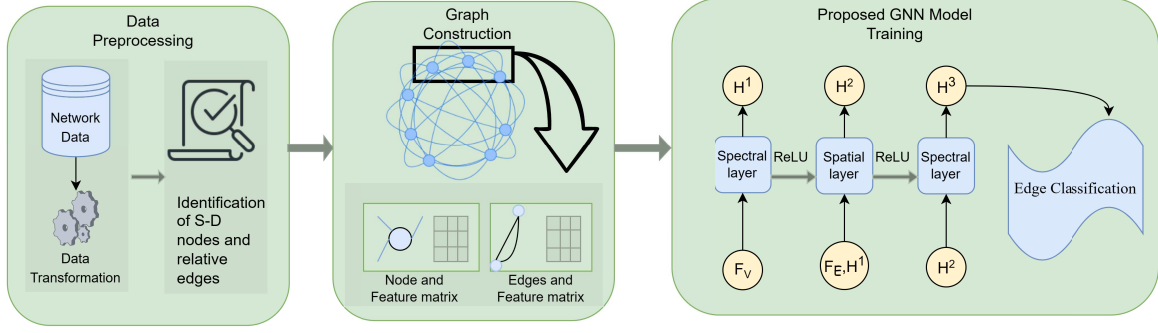 Data
Preprocessing
Network
Data
Data
Transformation
Identification
of S-D
nodes and
relative
edges
Graph
Construction
Node and
Feature matrix
Edges and
Feature matrix
Proposed GNN Model
Training
H¹
H²
H³
Spectral
layer
ReLU
Spatial
layer
ReLU
Spectral
layer
Edge Classification
Fᵥ
F_E,H¹
H²